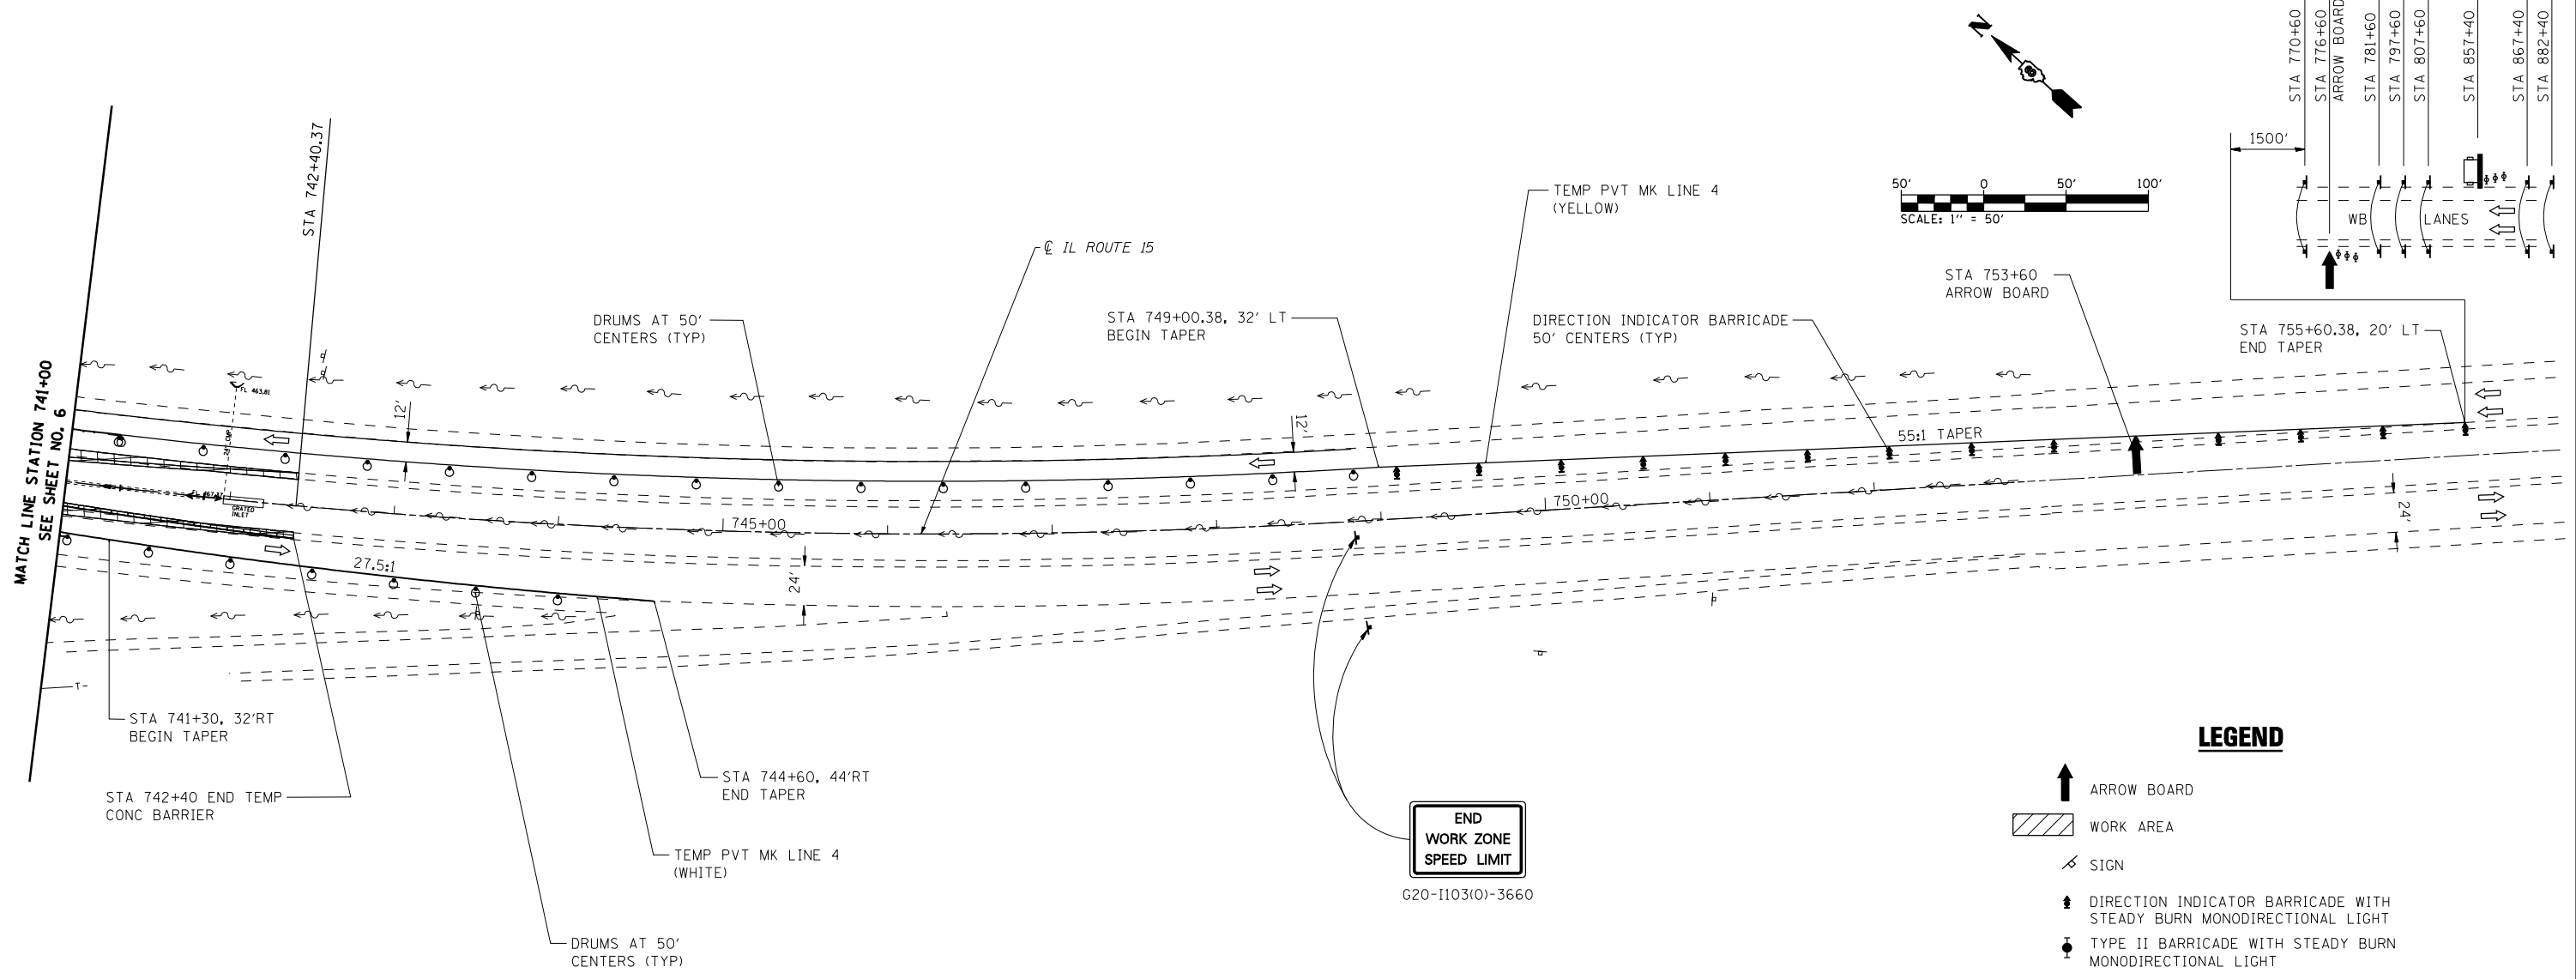 STA 770+60
STA 776+60
ARROW BOARD
STA 781+60
STA 797+60
STA 807+60
STA 857+40
STA 867+40
STA 882+40
1500'
WB LANES
N
50' 0 50' 100'
SCALE: 1'' = 50'
STA 742+40.37
TEMP PVT MK LINE 4
(YELLOW)
℄ IL ROUTE 15
STA 753+60
ARROW BOARD
DRUMS AT 50'
CENTERS (TYP)
STA 749+00.38, 32' LT
BEGIN TAPER
DIRECTION INDICATOR BARRICADE
50' CENTERS (TYP)
STA 755+60.38, 20' LT
END TAPER
MATCH LINE STATION 741+00
SEE SHEET NO. 6
FL 463.81
12'
12'
55:1 TAPER
GRATED
INLET
745+00
750+00
24'
27.5:1
24'
T-
STA 741+30, 32'RT
BEGIN TAPER
STA 742+40 END TEMP
CONC BARRIER
STA 744+60, 44'RT
END TAPER
TEMP PVT MK LINE 4
(WHITE)
DRUMS AT 50'
CENTERS (TYP)
END
WORK ZONE
SPEED LIMIT
G20-I103(0)-3660
LEGEND
ARROW BOARD
WORK AREA
SIGN
DIRECTION INDICATOR BARRICADE WITH
STEADY BURN MONODIRECTIONAL LIGHT
TYPE II BARRICADE WITH STEADY BURN
MONODIRECTIONAL LIGHT